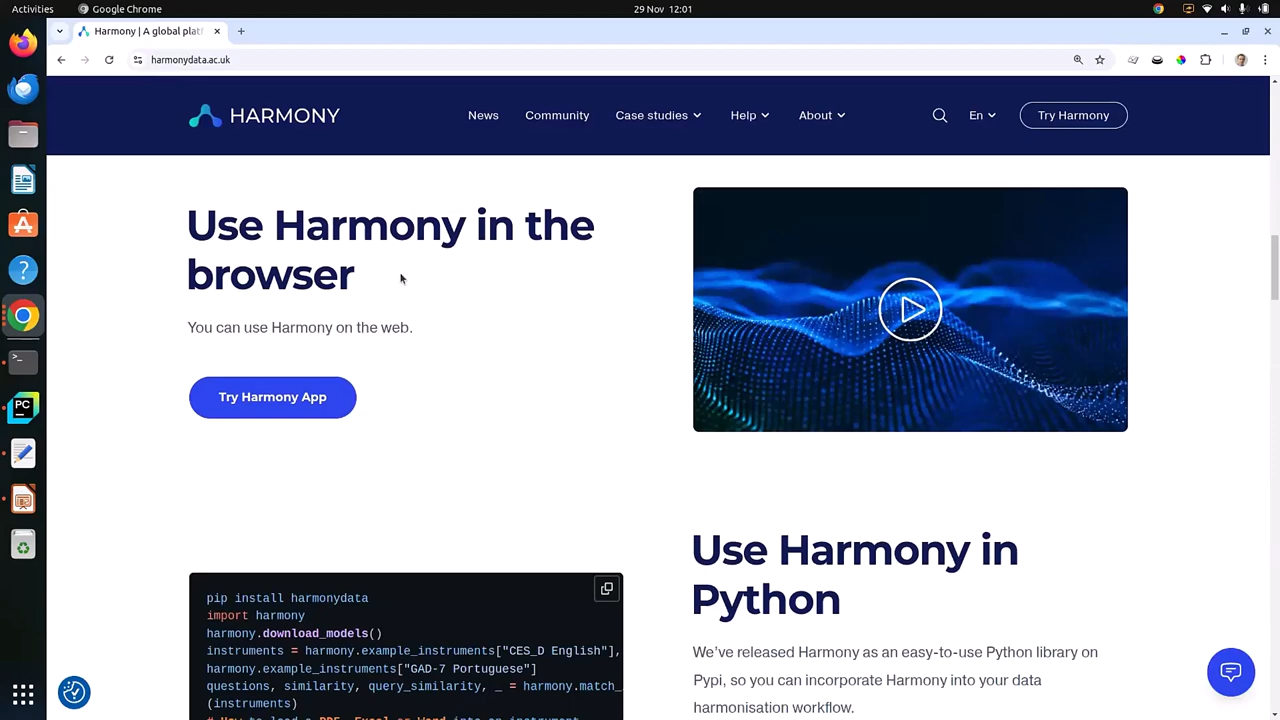 Activities
Google Chrome
29 Nov 12:01
Harmony | A global plat
harmonydata.ac.uk
HARMONY
News
Community
Case studies
Help
About
En
Try Harmony
Use Harmony in the
browser
You can use Harmony on the web.
Try Harmony App
pip install harmonydata
import harmony
harmony.download_models()
instruments = harmony.example_instruments["CES_D English"],
harmony.example_instruments["GAD-7 Portuguese"]
questions, similarity, query_similarity, _ = harmony.match_
(instruments)
Use Harmony in
Python
We've released Harmony as an easy-to-use Python library on
Pypi, so you can incorporate Harmony into your data
harmonisation workflow.
PC